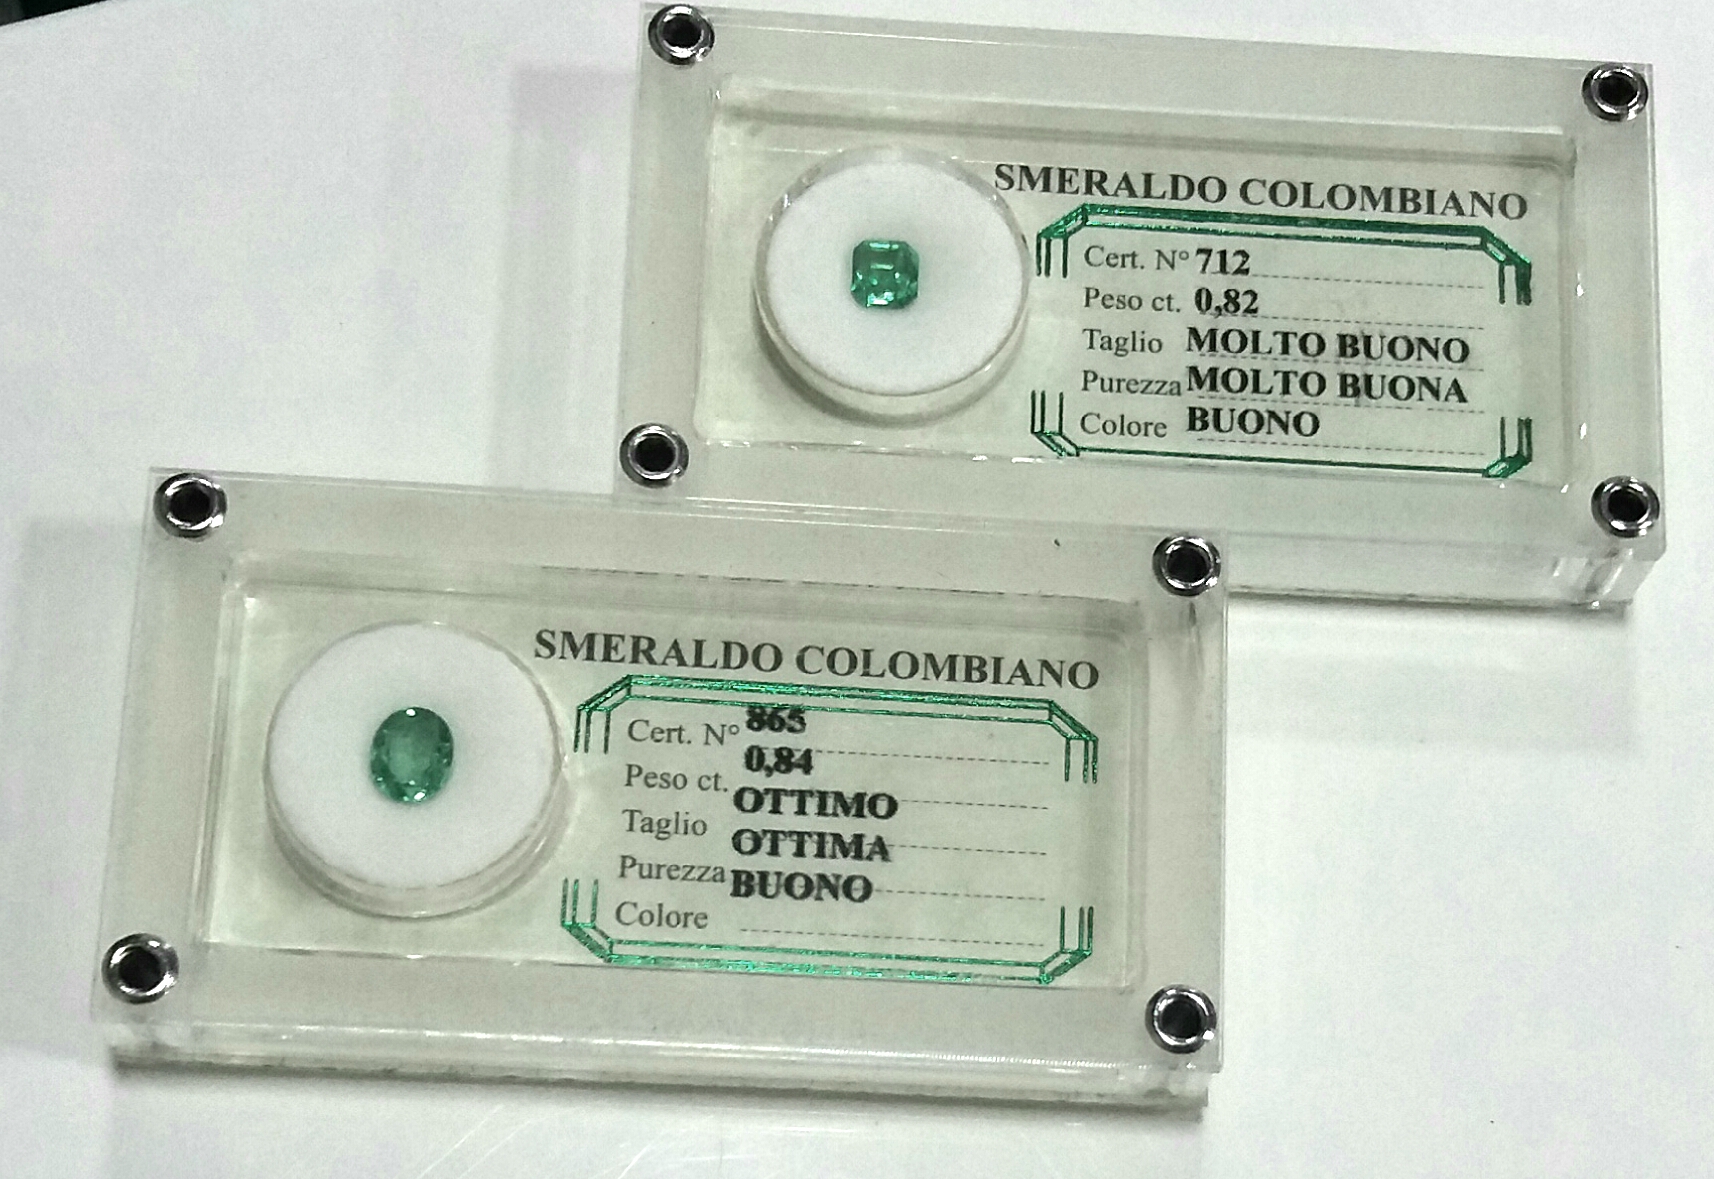 SMERALDO COLOMBIANO
Cert. N° 712
Peso ct. 0,82
Taglio MOLTO BUONO
Purezza MOLTO BUONA
Colore BUONO
SMERALDO COLOMBIANO
Cert. N° 865
Peso ct. 0,84
Taglio OTTIMO
Purezza OTTIMA
Colore BUONO